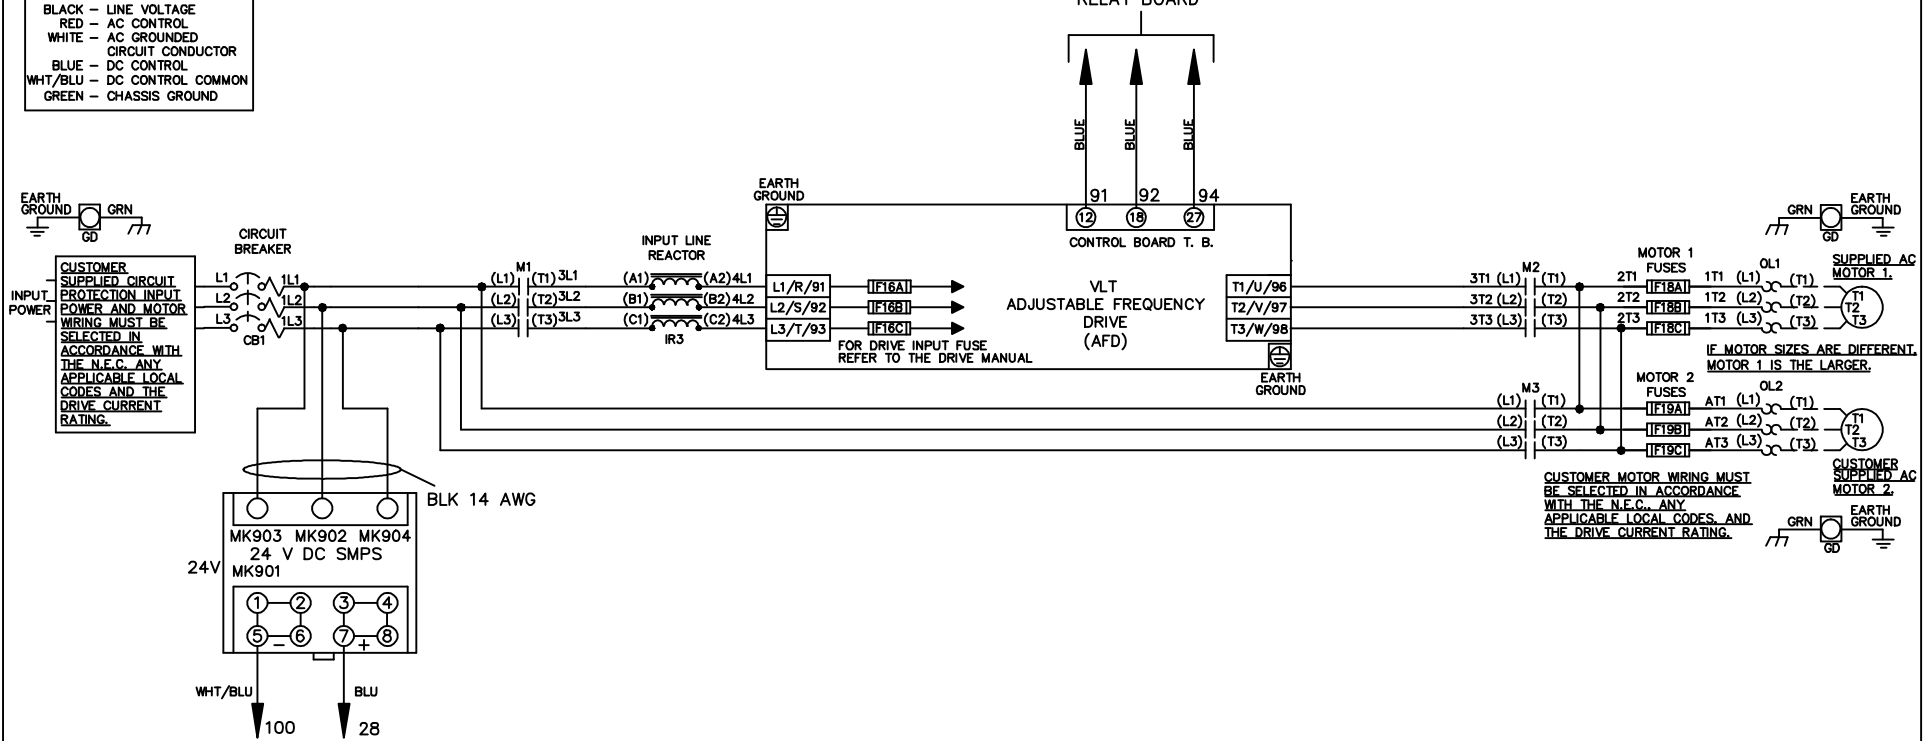 RELAY BOARD
BLACK – LINE VOLTAGE
RED – AC CONTROL
WHITE – AC GROUNDED
CIRCUIT CONDUCTOR
BLUE – DC CONTROL
WHT/BLU – DC CONTROL COMMON
GREEN – CHASSIS GROUND
BLUE
BLUE
BLUE
91 92 94
12 18 27
CONTROL BOARD T. B.
EARTH
GROUND
GRN
GD
INPUT
POWER
CUSTOMER
SUPPLIED CIRCUIT
PROTECTION INPUT
POWER AND MOTOR
WIRING MUST BE
SELECTED IN
ACCORDANCE WITH
THE N.E.C. ANY
APPLICABLE LOCAL
CODES AND THE
DRIVE CURRENT
RATING.
CIRCUIT
BREAKER
L1 1L1
L2 1L2
L3 1L3
CB1
M1
(L1) (T1) 3L1
(L2) (T2) 3L2
(L3) (T3) 3L3
INPUT LINE
REACTOR
(A1) (A2) 4L1
(B1) (B2) 4L2
(C1) (C2) 4L3
IR3
EARTH
GROUND
L1/R/91 F16A
L2/S/92 F16B
L3/T/93 F16C
FOR DRIVE INPUT FUSE
REFER TO THE DRIVE MANUAL
VLT
ADJUSTABLE FREQUENCY
DRIVE
(AFD)
T1/U/96
T2/V/97
T3/W/98
EARTH
GROUND
M2
3T1 (L1) (T1)
3T2 (L2) (T2)
3T3 (L3) (T3)
MOTOR 1
FUSES
2T1 F18A 1T1 (L1) (T1)
2T2 F18B 1T2 (L2) (T2)
2T3 F18C 1T3 (L3) (T3)
OL1
GRN
EARTH
GROUND
GD
SUPPLIED AC
MOTOR 1.
T1
T2
T3
IF MOTOR SIZES ARE DIFFERENT,
MOTOR 1 IS THE LARGER.
M3
(L1) (T1)
(L2) (T2)
(L3) (T3)
MOTOR 2
FUSES
F19A AT1 (L1) (T1)
F19B AT2 (L2) (T2)
F19C AT3 (L3) (T3)
OL2
T1
T2
T3
CUSTOMER
SUPPLIED AC
MOTOR 2.
CUSTOMER MOTOR WIRING MUST
BE SELECTED IN ACCORDANCE
WITH THE N.E.C., ANY
APPLICABLE LOCAL CODES, AND
THE DRIVE CURRENT RATING.
GRN
EARTH
GROUND
GD
BLK 14 AWG
MK903 MK902 MK904
24 V DC SMPS
24V MK901
1 2 3 4
5 – 6 7 + 8
WHT/BLU BLU
100 28